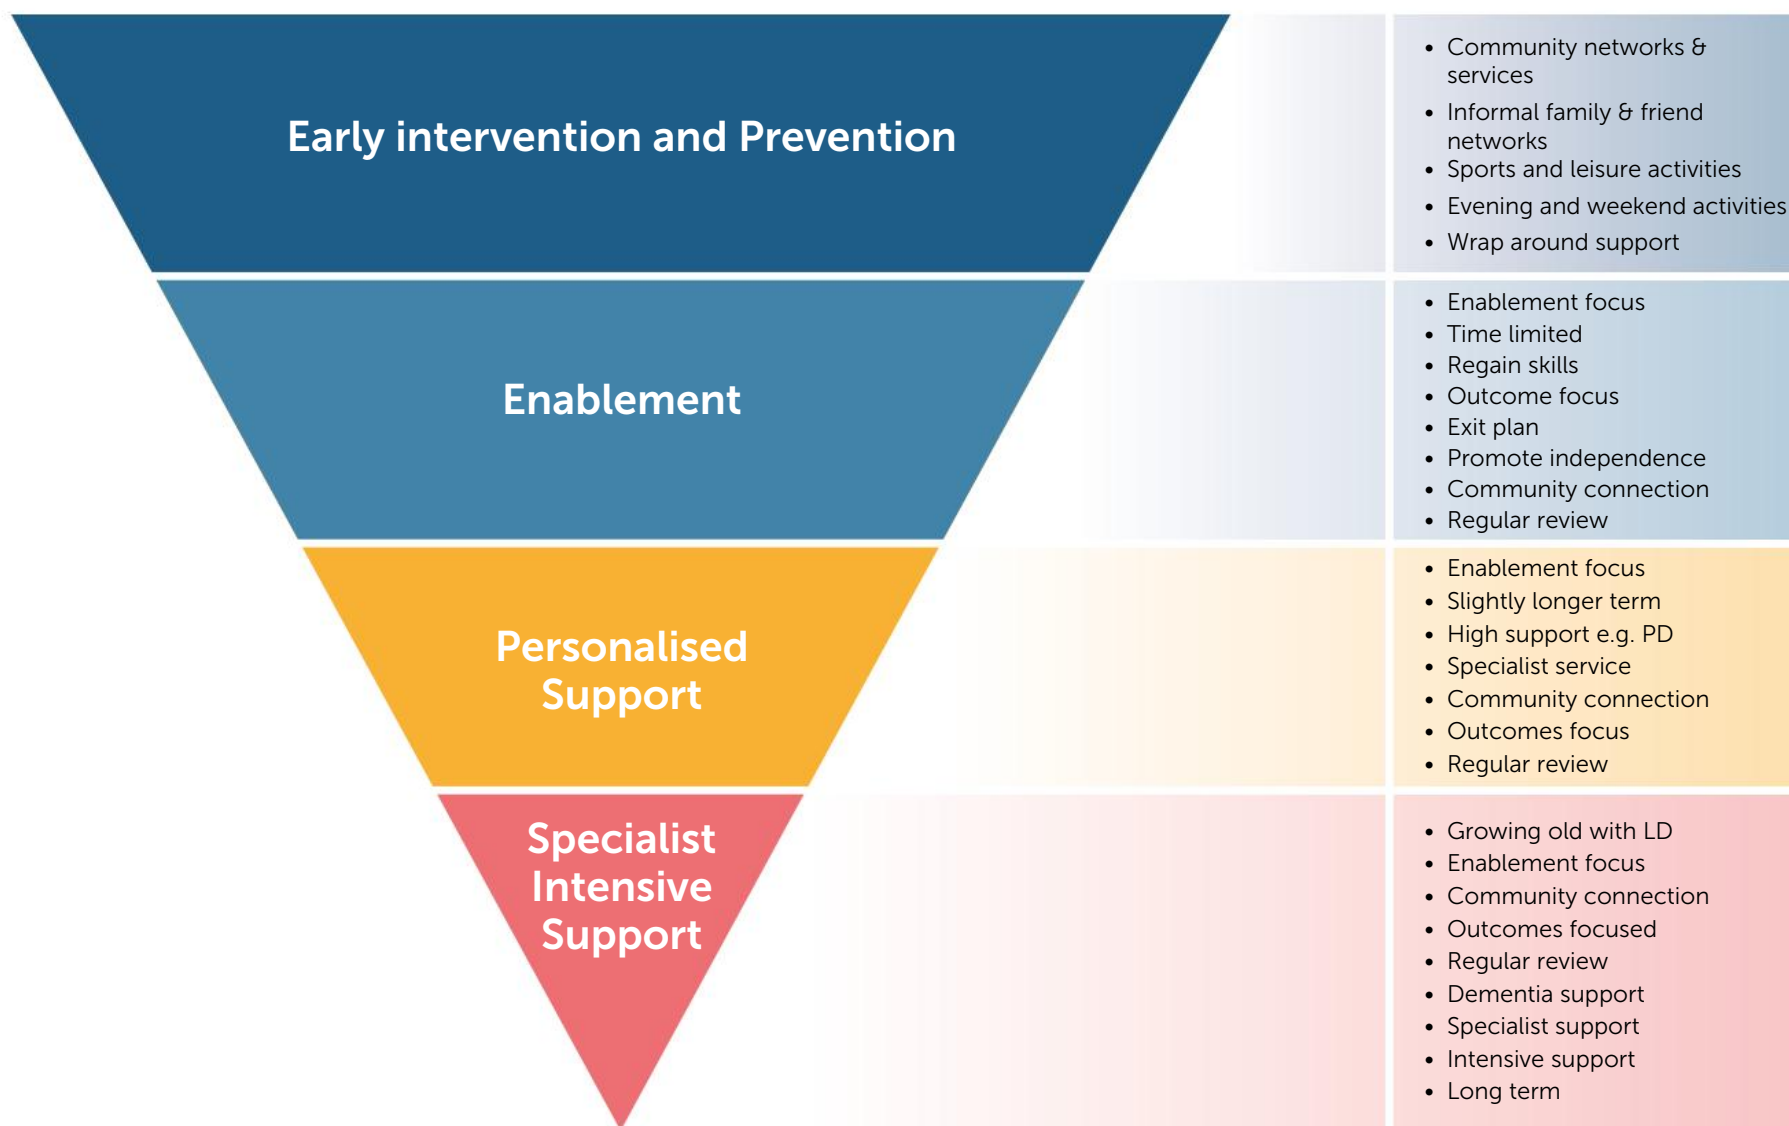 Early intervention and Prevention
• Community networks &
services
• Informal family & friend
networks
• Sports and leisure activities
• Evening and weekend activities
• Wrap around support
Enablement
• Enablement focus
• Time limited
• Regain skills
• Outcome focus
• Exit plan
• Promote independence
• Community connection
• Regular review
Personalised
Support
• Enablement focus
• Slightly longer term
• High support e.g. PD
• Specialist service
• Community connection
• Outcomes focus
• Regular review
Specialist
Intensive
Support
• Growing old with LD
• Enablement focus
• Community connection
• Outcomes focused
• Regular review
• Dementia support
• Specialist support
• Intensive support
• Long term